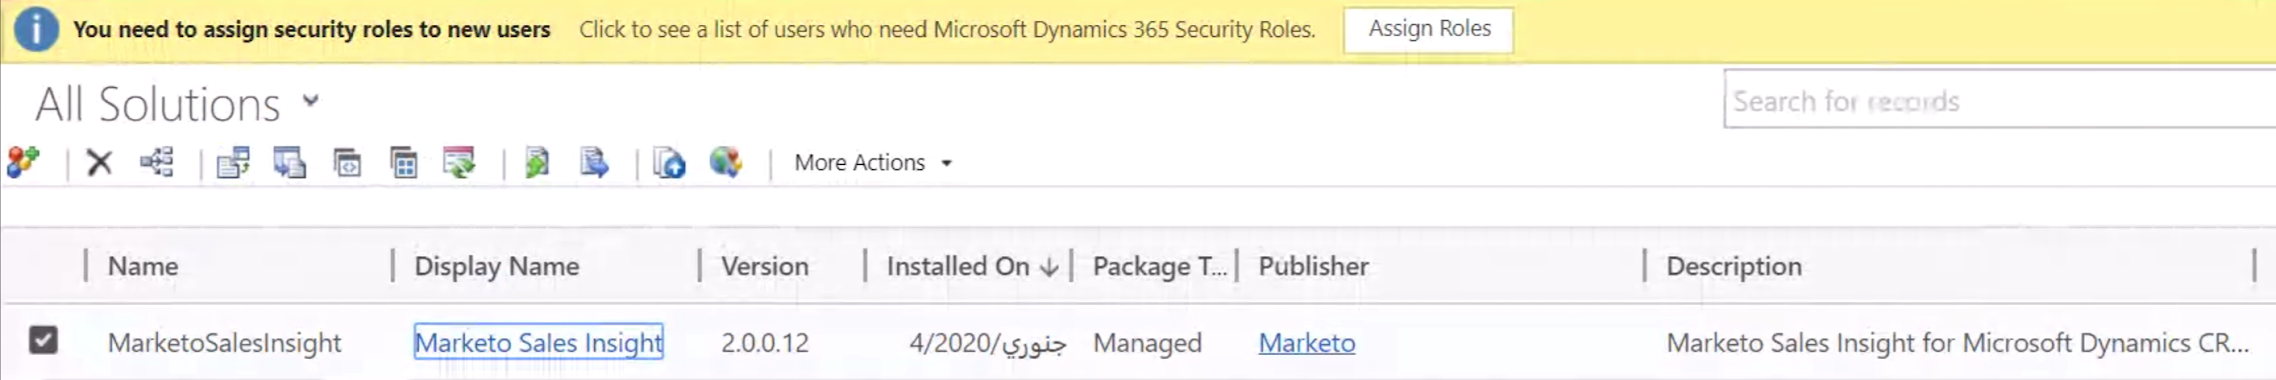 You need to assign security roles to new users Click to see a list of users who need Microsoft Dynamics 365 Security Roles. Assign Roles
All Solutions
Search for records
More Actions
Name Display Name Version Installed On Package T... Publisher Description
MarketoSalesInsight Marketo Sales Insight 2.0.0.12 4/جنوري/2020 Managed Marketo Marketo Sales Insight for Microsoft Dynamics CR...